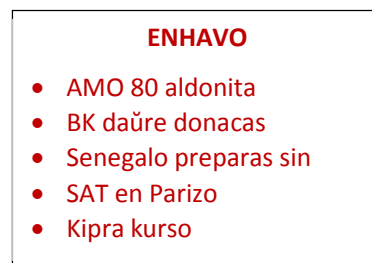 ENHAVO
• AMO 80 aldonita
• BK daŭre donacas
• Senegalo preparas sin
• SAT en Parizo
• Kipra kurso